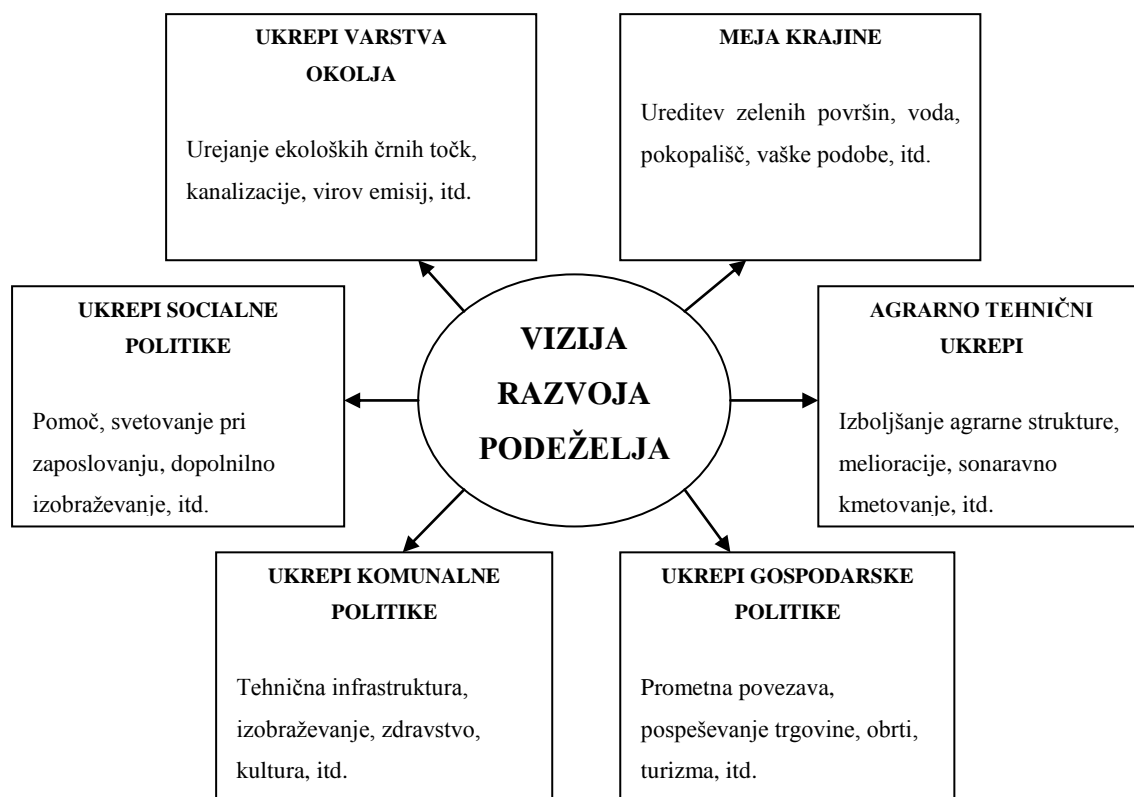 UKREPI VARSTVA
OKOLJA
Urejanje ekoloških črnih točk,
kanalizacije, virov emisij, itd.
MEJA KRAJINE
Ureditev zelenih površin, voda,
pokopališč, vaške podobe, itd.
UKREPI SOCIALNE
POLITIKE
Pomoč, svetovanje pri
zaposlovanju, dopolnilno
izobraževanje, itd.
VIZIJA
RAZVOJA
PODEŽELJA
AGRARNO TEHNIČNI
UKREPI
Izboljšanje agrarne strukture,
melioracije, sonaravno
kmetovanje, itd.
UKREPI KOMUNALNE
POLITIKE
Tehnična infrastruktura,
izobraževanje, zdravstvo,
kultura, itd.
UKREPI GOSPODARSKE
POLITIKE
Prometna povezava,
pospeševanje trgovine, obrti,
turizma, itd.